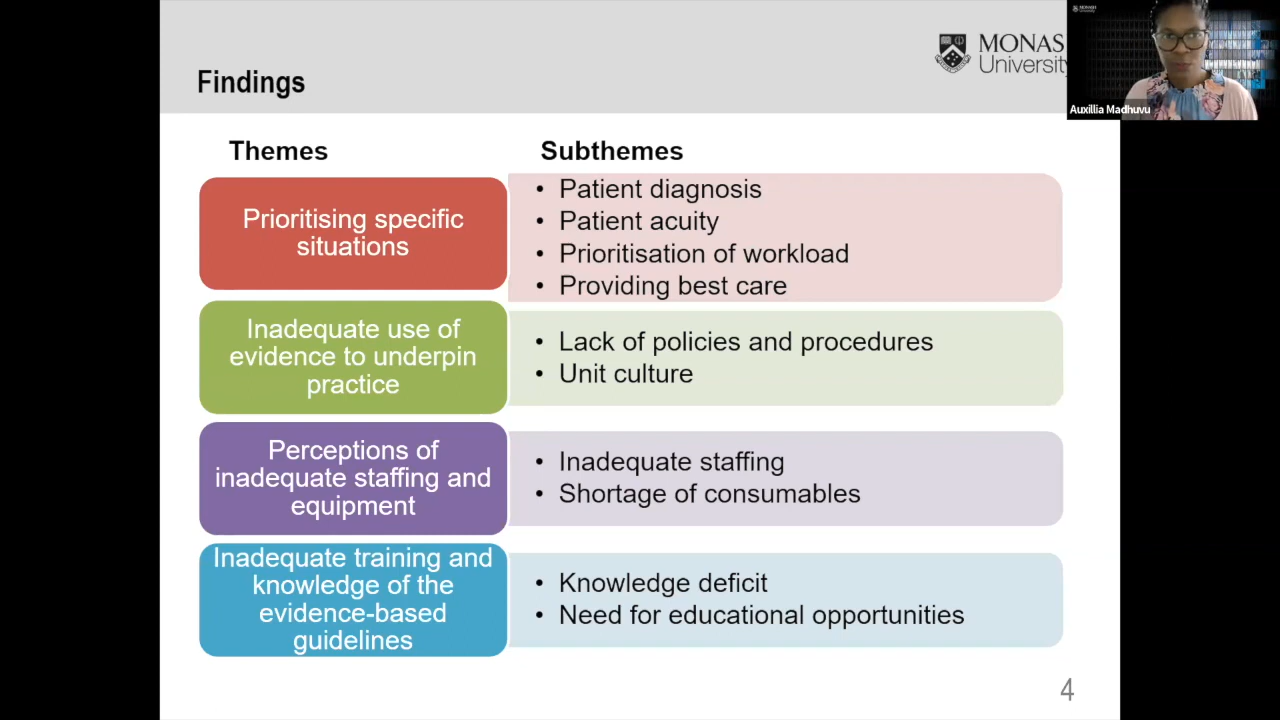 MONAS
University
Findings
Auxillia Madhuvu
Themes
Subthemes
Prioritising specific
situations
• Patient diagnosis
• Patient acuity
• Prioritisation of workload
• Providing best care
Inadequate use of
evidence to underpin
practice
• Lack of policies and procedures
• Unit culture
Perceptions of
inadequate staffing and
equipment
• Inadequate staffing
• Shortage of consumables
Inadequate training and
knowledge of the
evidence-based
guidelines
• Knowledge deficit
• Need for educational opportunities
4